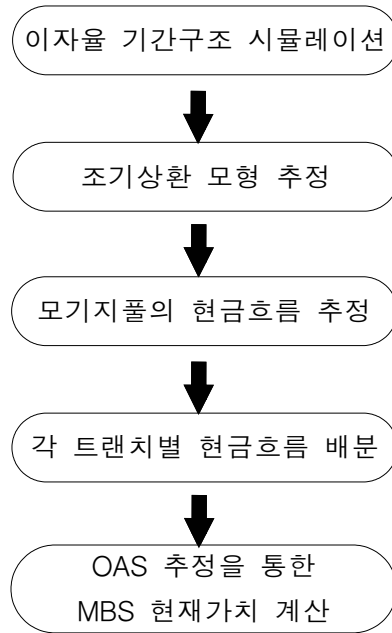 이자율 기간구조 시뮬레이션
조기상환 모형 추정
모기지풀의 현금흐름 추정
각 트랜치별 현금흐름 배분
OAS 추정을 통한
MBS 현재가치 계산